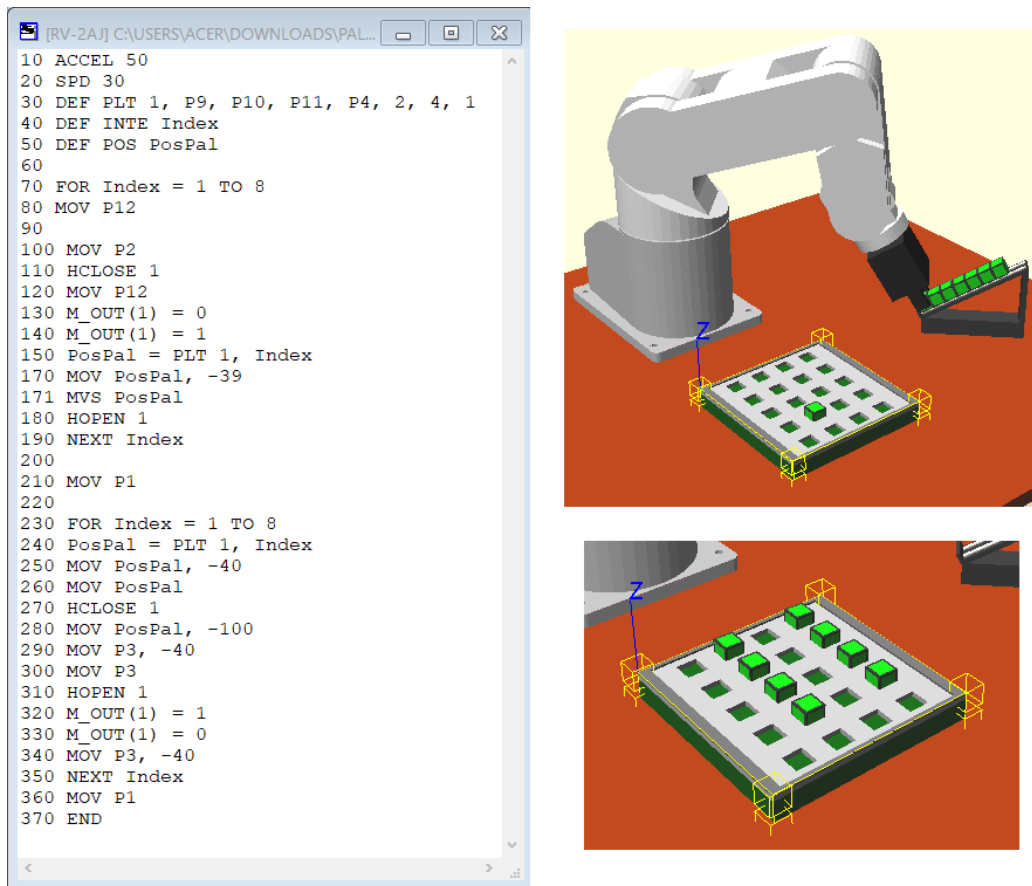 [RV-2AJ] C:\USERS\ACER\DOWNLOADS\PAL...
10 ACCEL 50
20 SPD 30
30 DEF PLT 1, P9, P10, P11, P4, 2, 4, 1
40 DEF INTE Index
50 DEF POS PosPal
60
70 FOR Index = 1 TO 8
80 MOV P12
90
100 MOV P2
110 HCLOSE 1
120 MOV P12
130 M_OUT(1) = 0
140 M_OUT(1) = 1
150 PosPal = PLT 1, Index
170 MOV PosPal, -39
171 MVS PosPal
180 HOPEN 1
190 NEXT Index
200
210 MOV P1
220
230 FOR Index = 1 TO 8
240 PosPal = PLT 1, Index
250 MOV PosPal, -40
260 MOV PosPal
270 HCLOSE 1
280 MOV PosPal, -100
290 MOV P3, -40
300 MOV P3
310 HOPEN 1
320 M_OUT(1) = 1
330 M_OUT(1) = 0
340 MOV P3, -40
350 NEXT Index
360 MOV P1
370 END
Z
Z